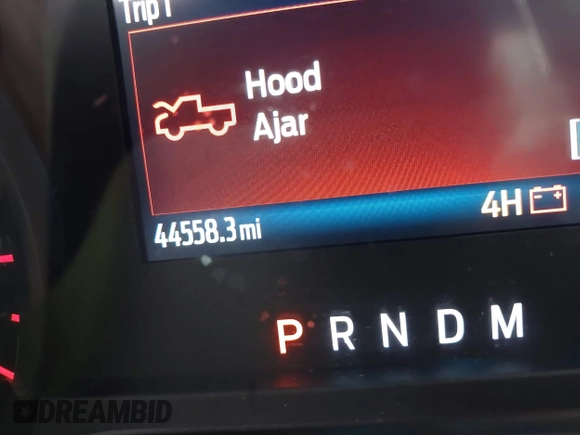 Trip 1
Hood
Ajar
4H
44558.3 mi
P R N D M
DREAMBID